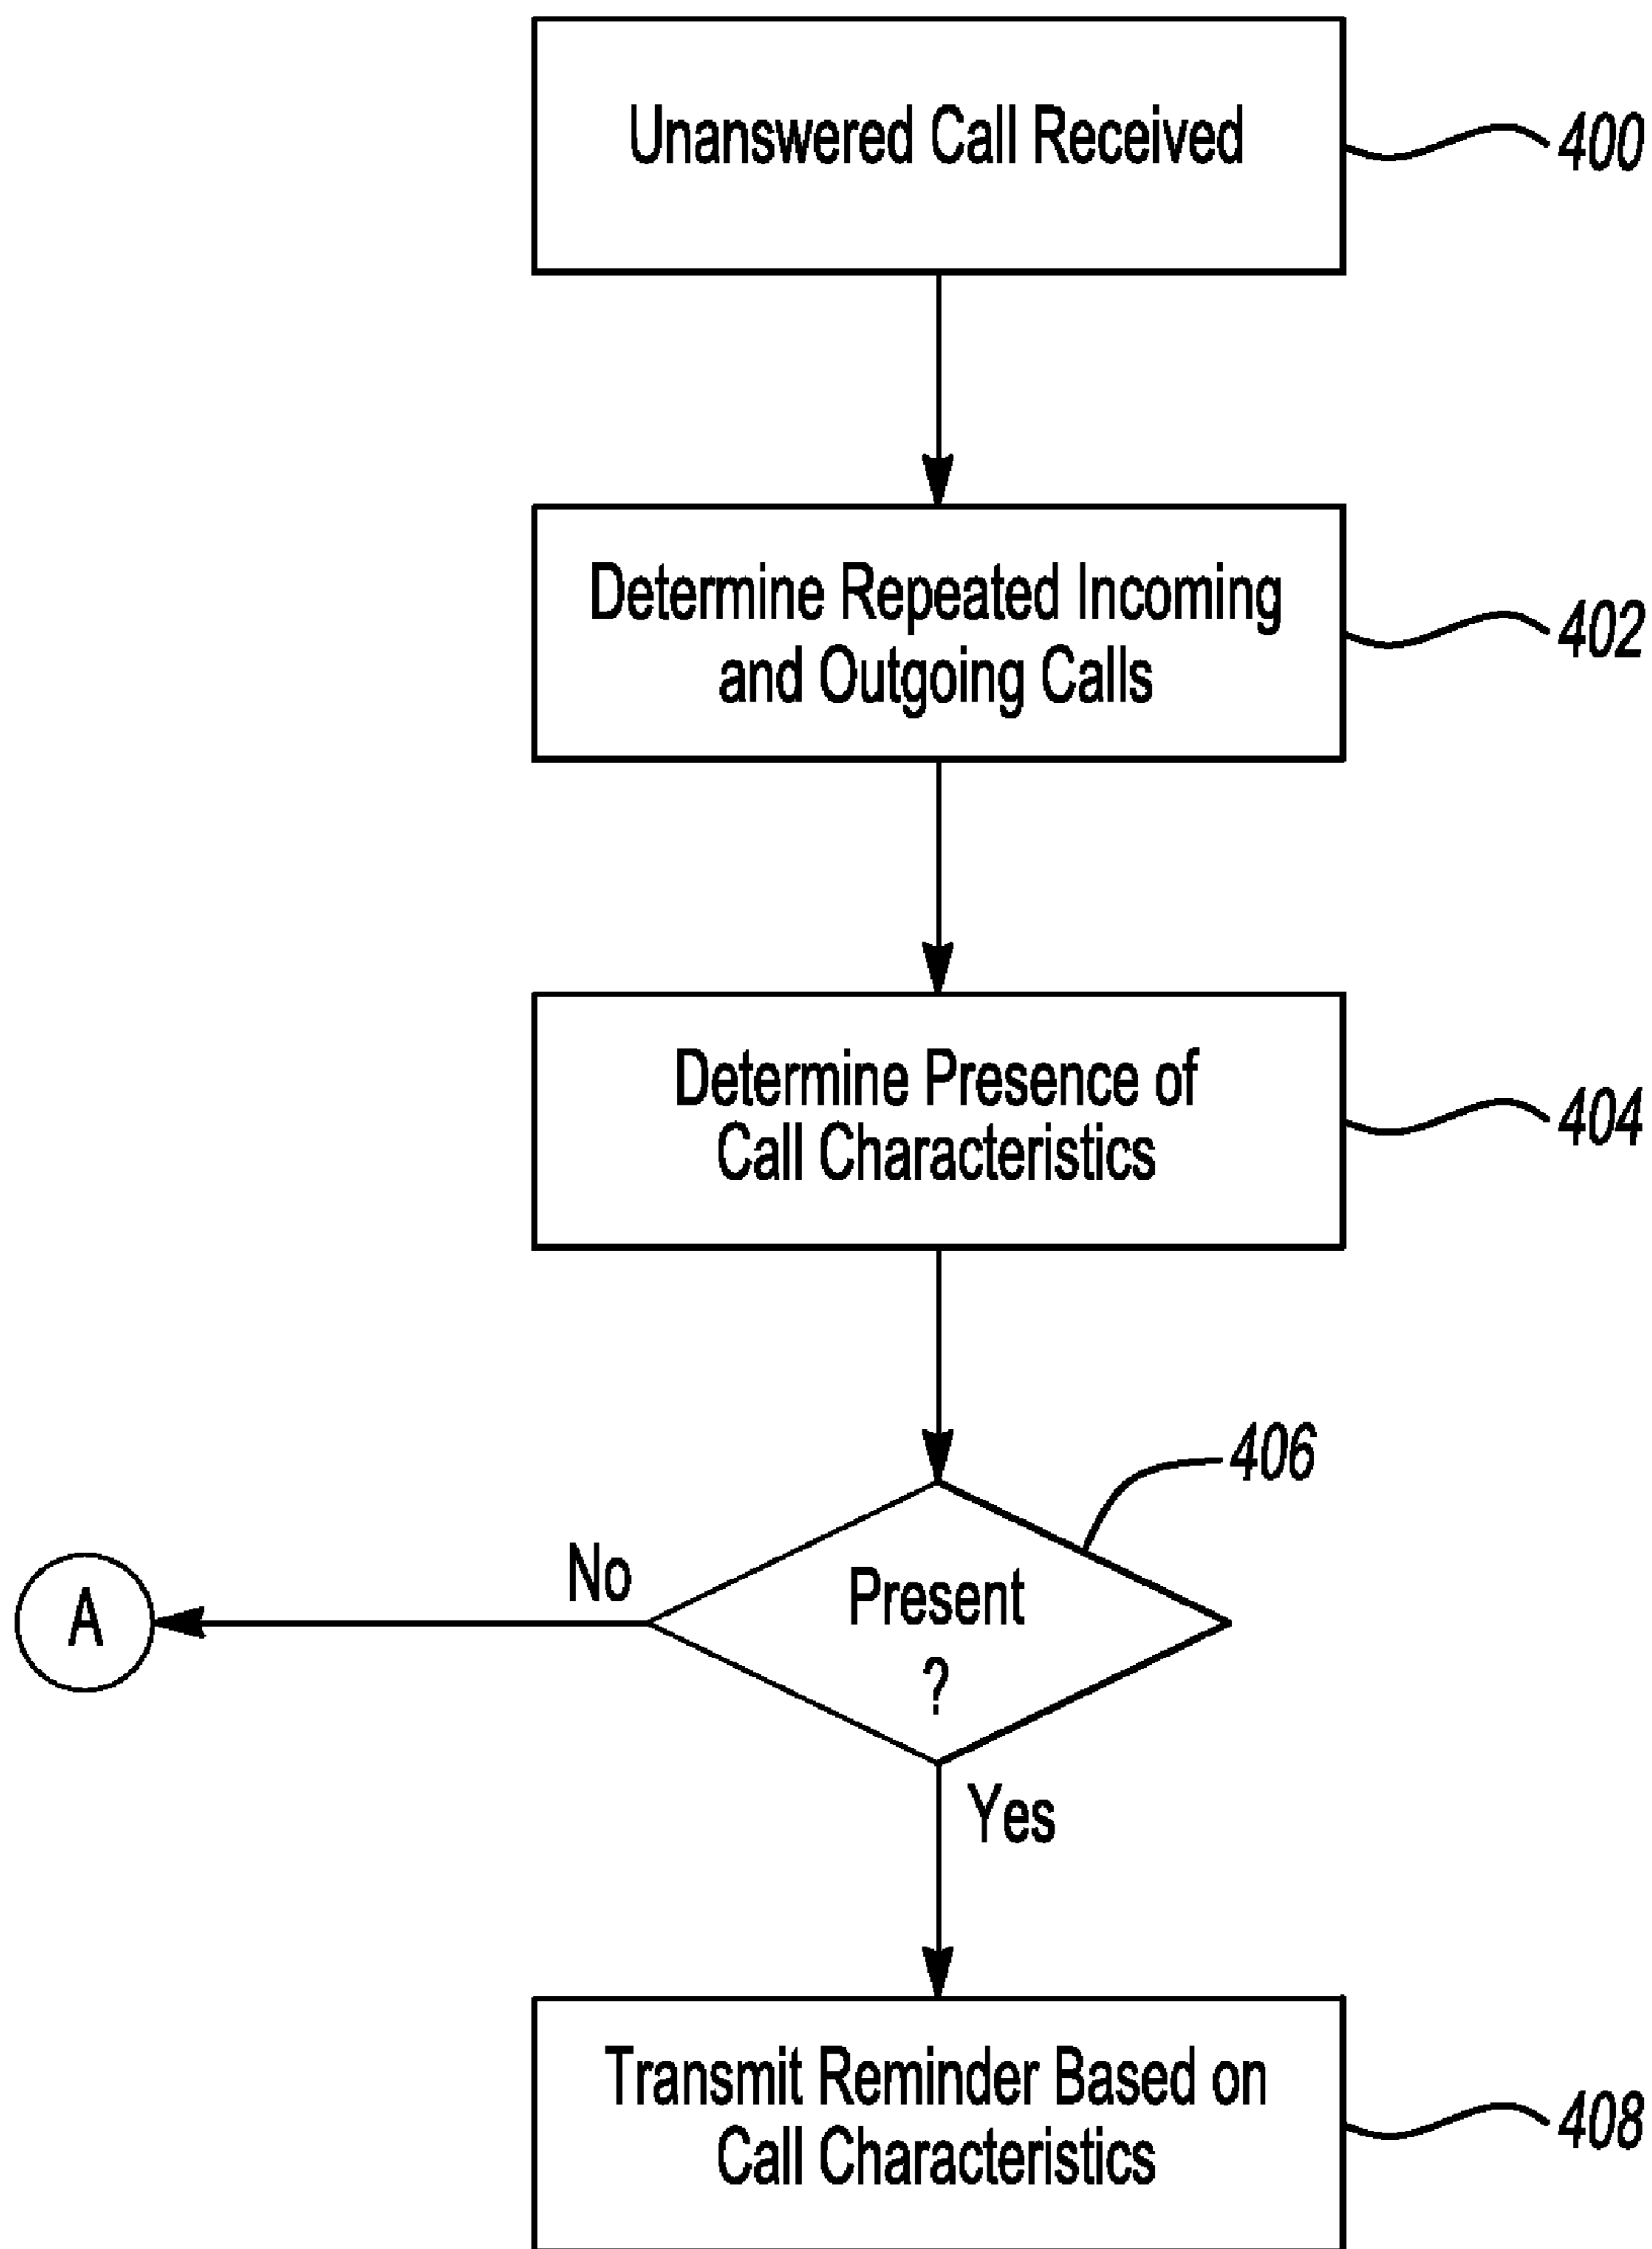 Unanswered Call Received
400
Determine Repeated Incoming
and Outgoing Calls
402
Determine Presence of
Call Characteristics
404
406
No
Present
?
A
Yes
Transmit Reminder Based on
Call Characteristics
408